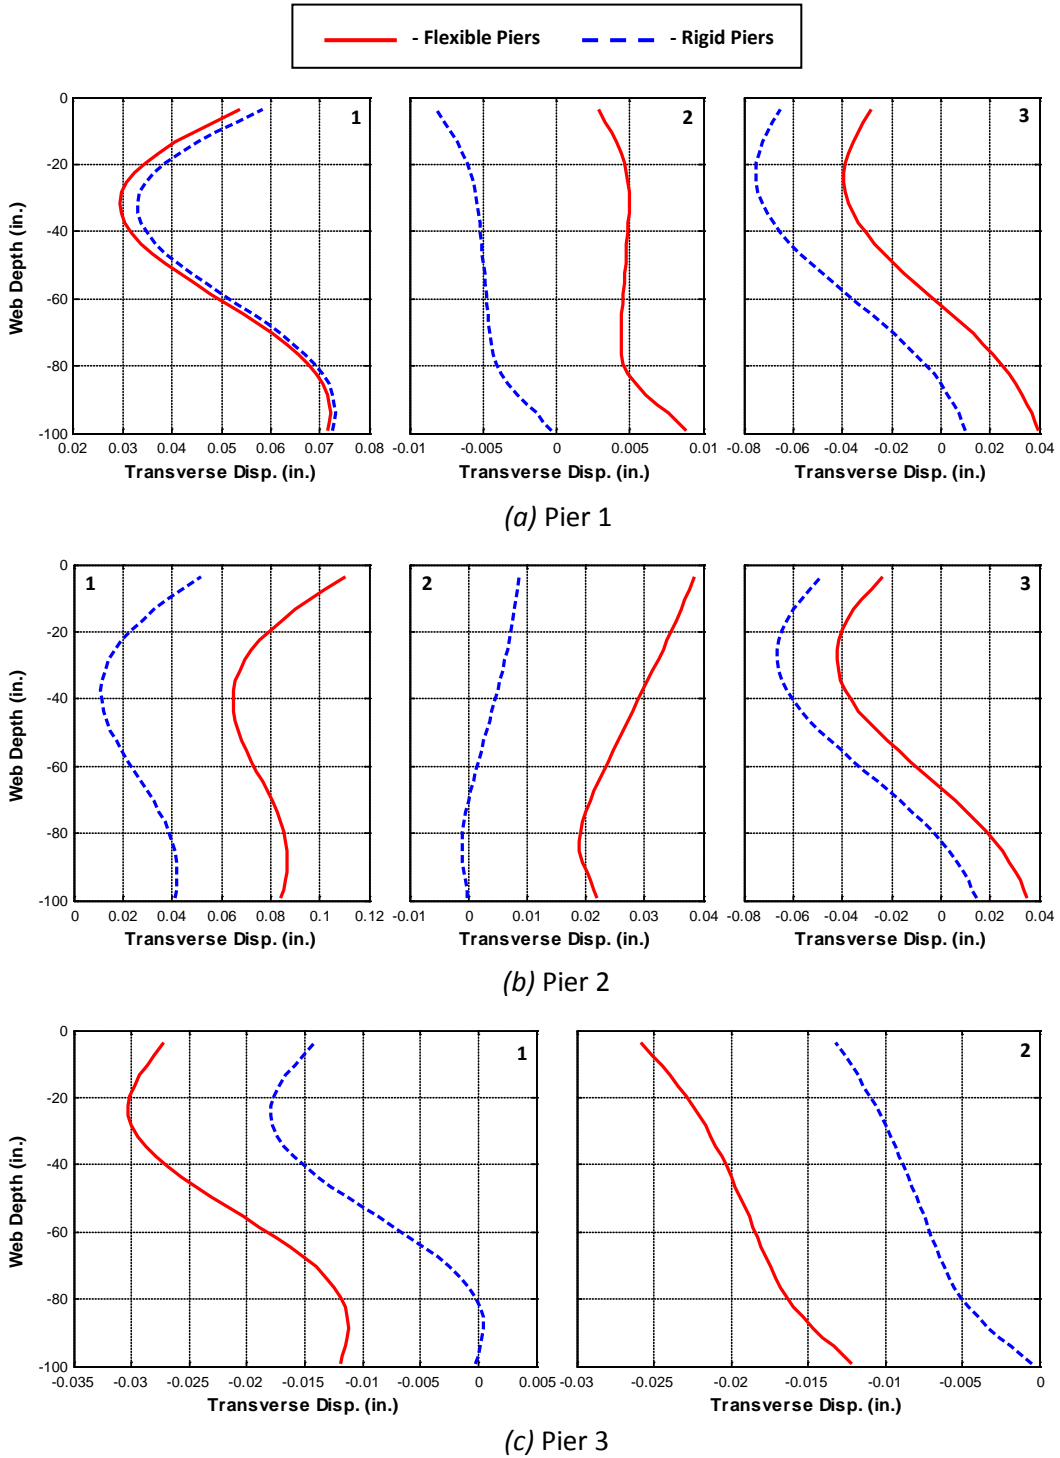 - Flexible Piers - Rigid Piers
1 2 3
0
-20
-40
-60
-80
-100
Web Depth (in.)
0.02 0.03 0.04 0.05 0.06 0.07 0.08
-0.01 -0.005 0 0.005 0.01
-0.08 -0.06 -0.04 -0.02 0 0.02 0.04
Transverse Disp. (in.) Transverse Disp. (in.) Transverse Disp. (in.)
(a) Pier 1
1 2 3
0
-20
-40
-60
-80
-100
Web Depth (in.)
0 0.02 0.04 0.06 0.08 0.1 0.12
-0.01 0 0.01 0.02 0.03 0.04
-0.08 -0.06 -0.04 -0.02 0 0.02 0.04
Transverse Disp. (in.) Transverse Disp. (in.) Transverse Disp. (in.)
(b) Pier 2
1 2
0
-20
-40
-60
-80
-100
Web Depth (in.)
-0.035 -0.03 -0.025 -0.02 -0.015 -0.01 -0.005 0 0.005
-0.03 -0.025 -0.02 -0.015 -0.01 -0.005 0
Transverse Disp. (in.) Transverse Disp. (in.)
(c) Pier 3